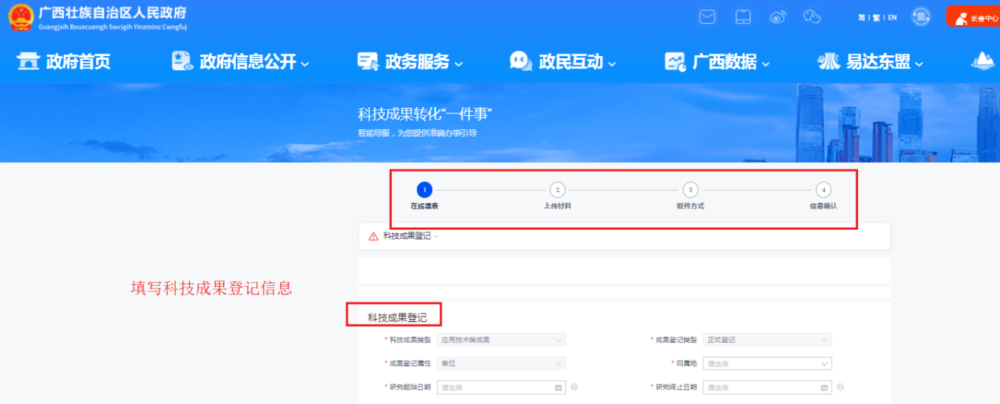 广西壮族自治区人民政府
Gvangjsih Bouxcuengh Swcigih Yinzminz Cwngfuj
简 | 繁 | EN
长者中心
政府首页 政府信息公开 政务服务 政民互动 广西数据 易达东盟
科技成果转化“一件事”
智能导服，为您提供准确办事引导
1 2 3 4
在线填表 上传材料 取件方式 信息确认
科技成果登记
填写科技成果登记信息
科技成果登记
* 科技成果类型 应用技术类成果 * 成果登记类型 正式登记
* 成果登记属性 单位 * 归属地 请选择
* 研究起始日期 请选择 * 研究终止日期 请选择